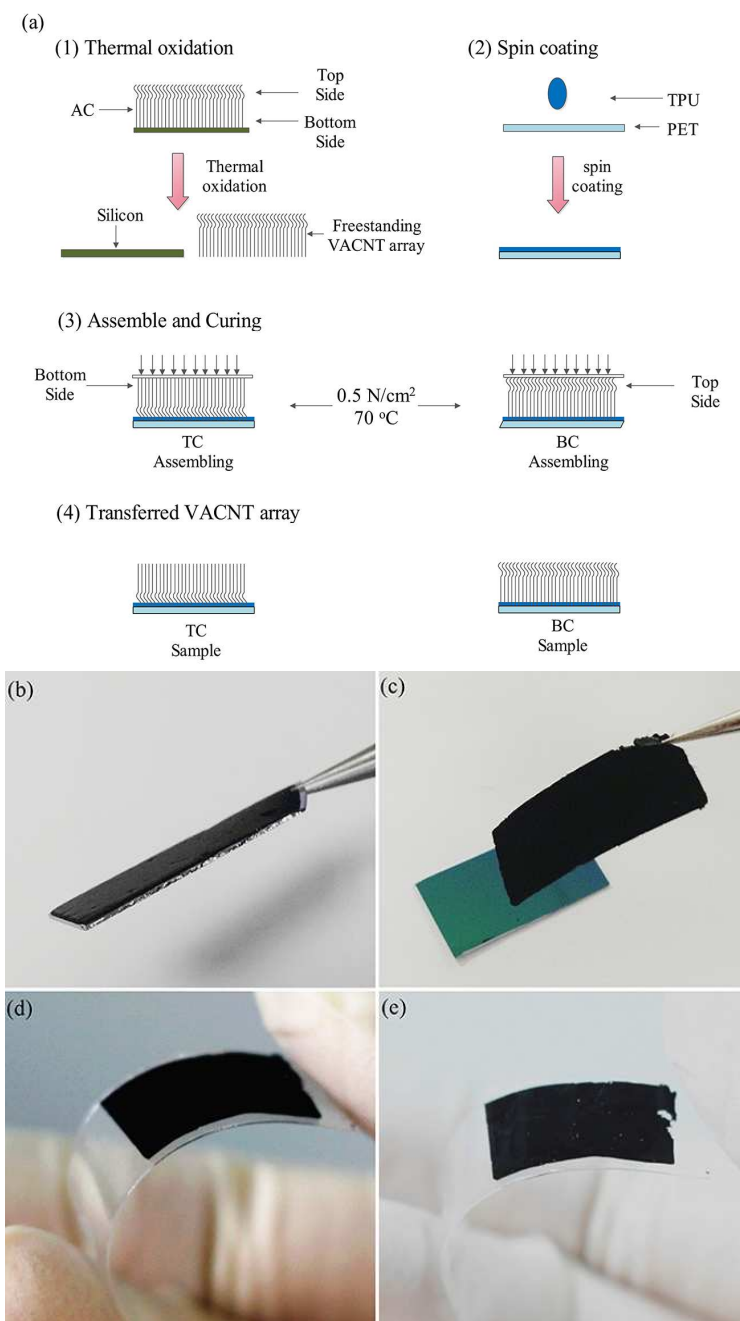 (a)
(1) Thermal oxidation
(2) Spin coating
Top
Side
AC
Bottom
Side
TPU
PET
Thermal
oxidation
spin
coating
Silicon
Freestanding
VACNT array
(3) Assemble and Curing
Bottom
Side
0.5 N/cm²
70 °C
Top
Side
TC
Assembling
BC
Assembling
(4) Transferred VACNT array
TC
Sample
BC
Sample
(b)
(c)
(d)
(e)